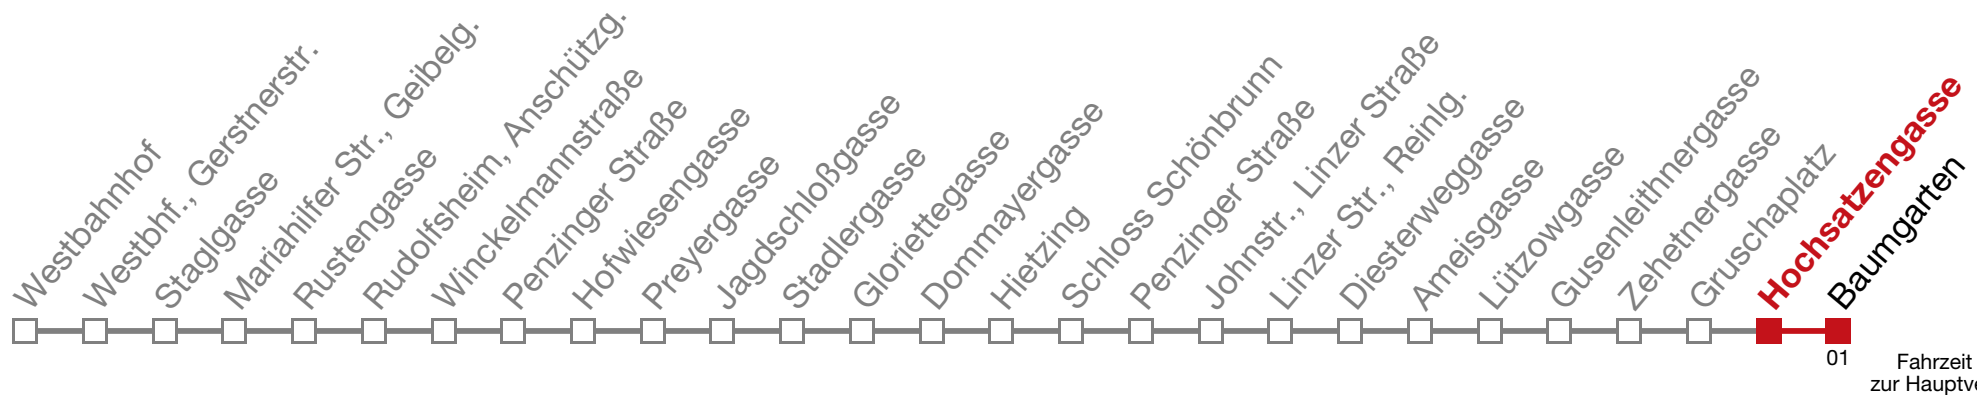 Westbahnhof
Westbhf., Gerstnerstr.
Staglgasse
Mariahilfer Str., Geibelg.
Rustengasse
Rudolfsheim, Anschützg.
Winckelmannstraße
Penzinger Straße
Hofwiesengasse
Preyergasse
Jagdschloßgasse
Stadlergasse
Gloriettegasse
Dommayergasse
Hietzing
Schloss Schönbrunn
Penzinger Straße
Johnstr., Linzer Straße
Linzer Str., Reinlg.
Diesterweggasse
Ameisgasse
Lützowgasse
Gusenleithnergasse
Zehetnergasse
Gruschaplatz
Hochsatzengasse
Baumgarten
01
Fahrzeit
zur